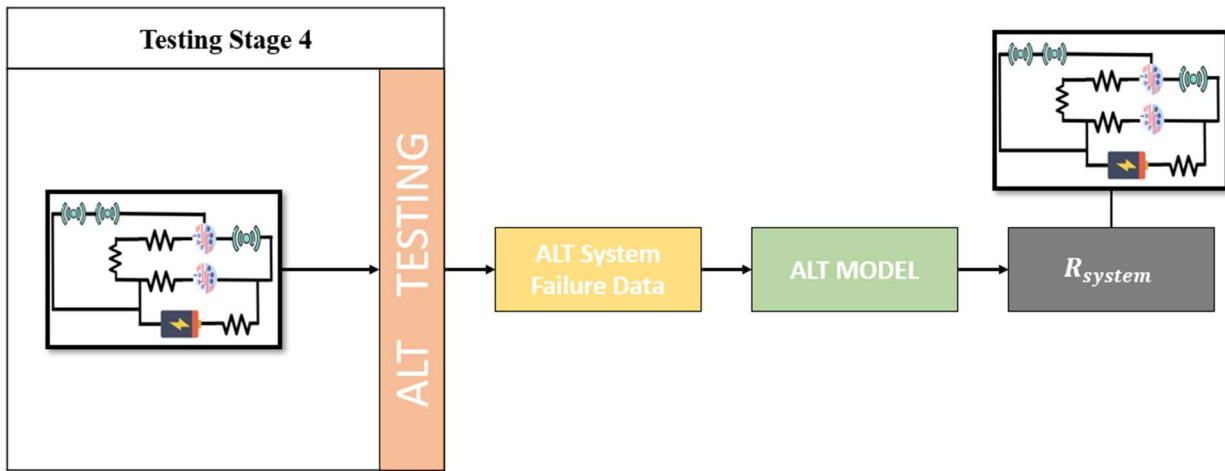 Testing Stage 4
ALT TESTING
ALT System
Failure Data
ALT MODEL
R_system